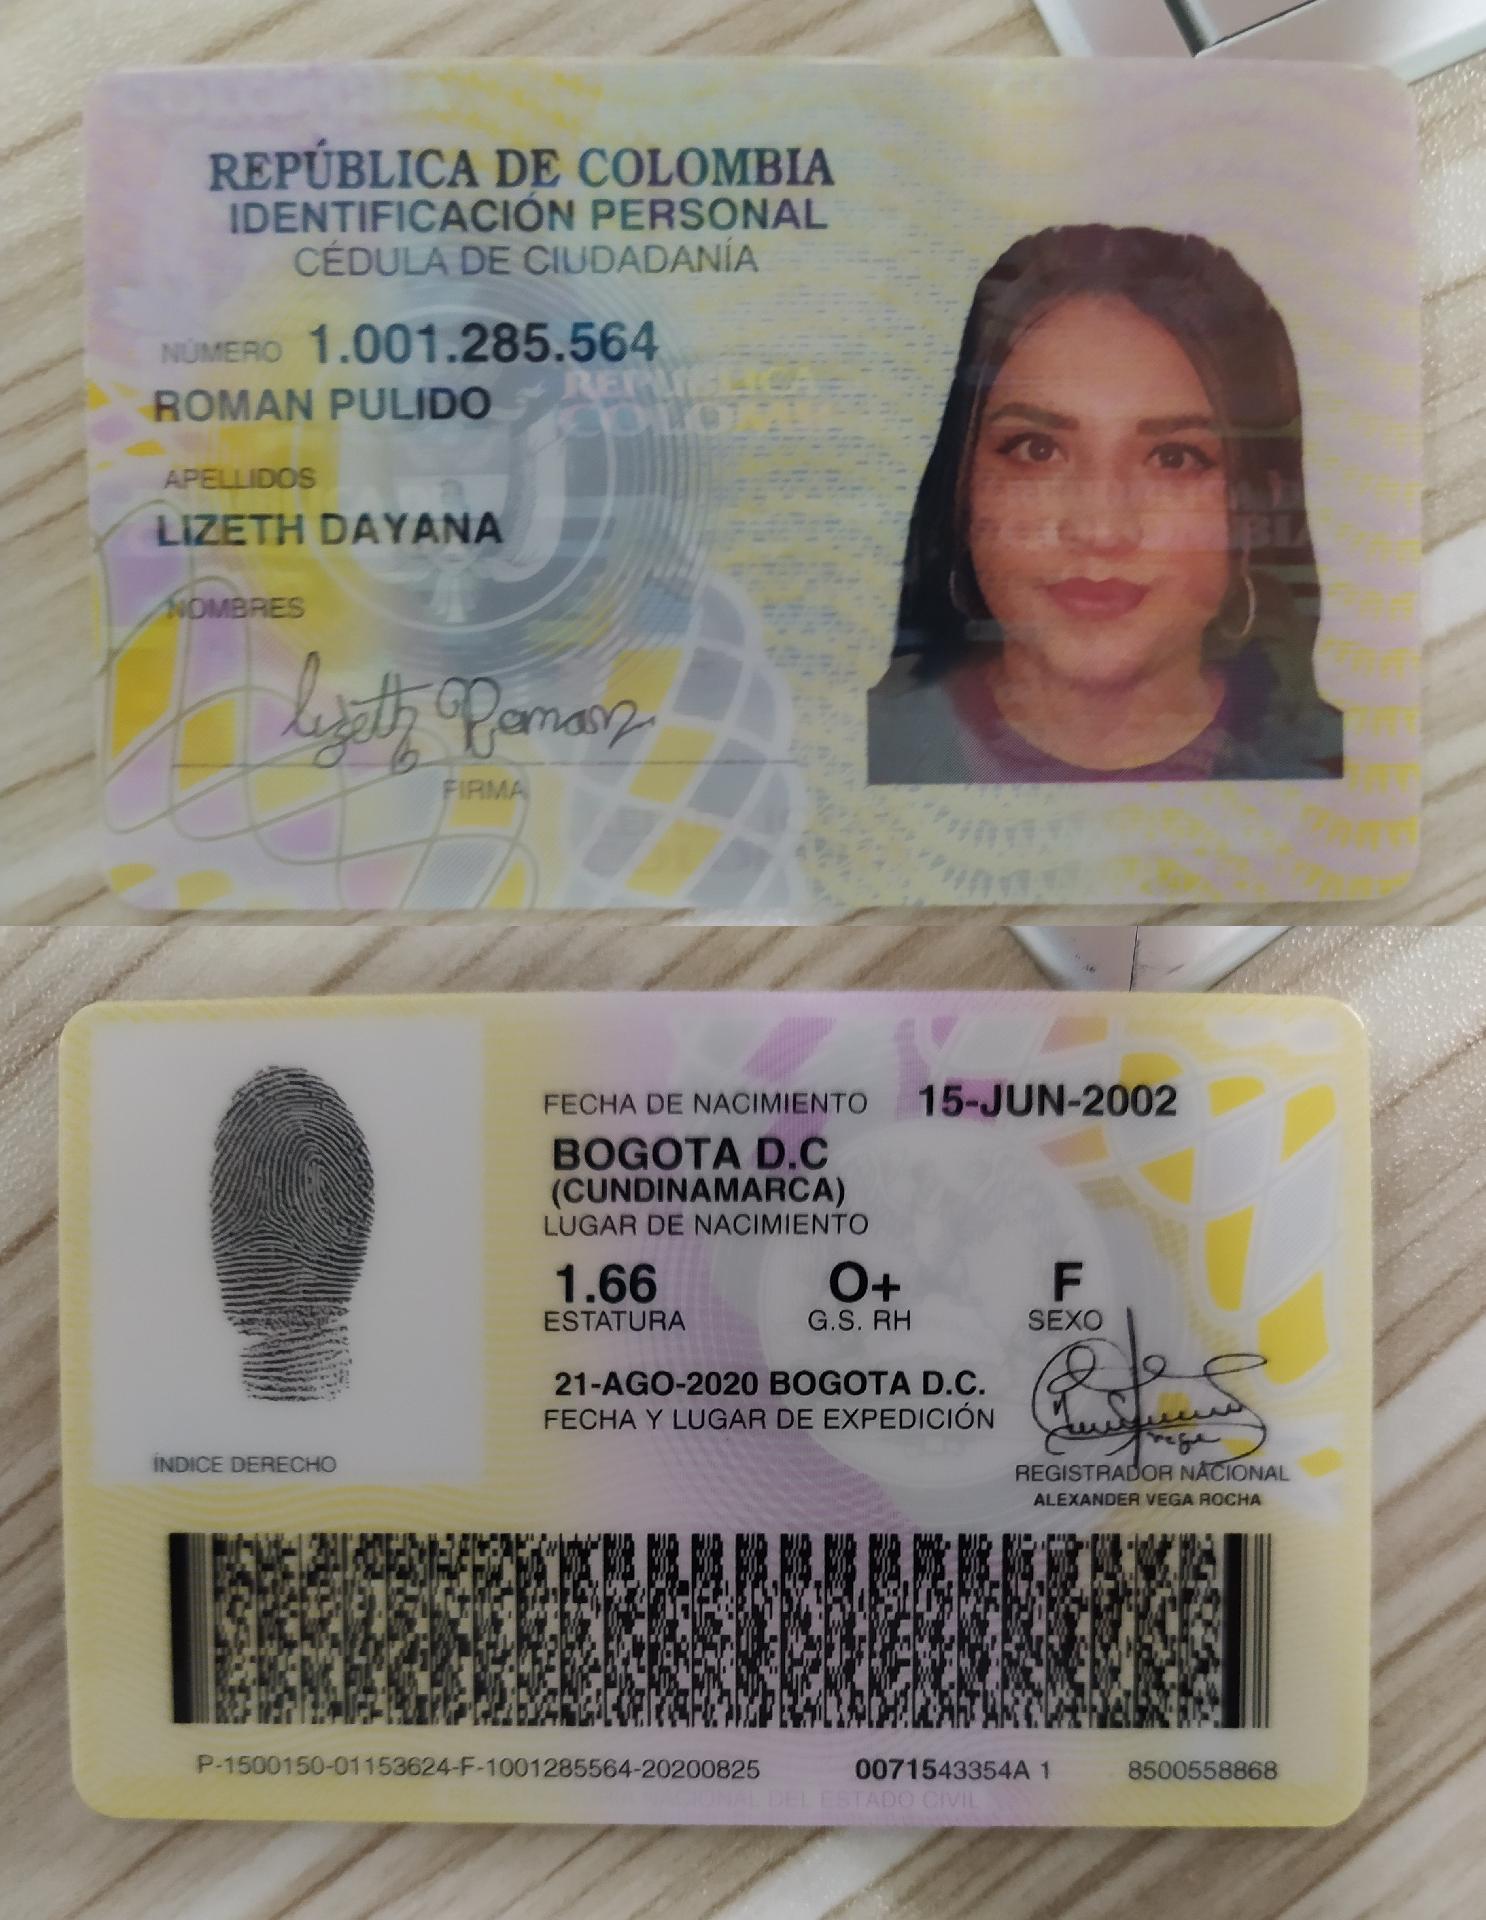 REPÚBLICA DE COLOMBIA
IDENTIFICACIÓN PERSONAL
CÉDULA DE CIUDADANÍA
NÚMERO 1.001.285.564
ROMAN PULIDO
APELLIDOS
LIZETH DAYANA
NOMBRES
Lizeth Roman
FIRMA
REPÚBLICA
FECHA DE NACIMIENTO 15-JUN-2002
BOGOTA D.C
(CUNDINAMARCA)
LUGAR DE NACIMIENTO
1.66 O+ F
ESTATURA G.S. RH SEXO
21-AGO-2020 BOGOTA D.C.
FECHA Y LUGAR DE EXPEDICIÓN
ÍNDICE DERECHO
REGISTRADOR NACIONAL
ALEXANDER VEGA ROCHA
P-1500150-01153624-F-1001285564-20200825 0071543354A 1 8500558868
NACIONAL DEL ESTADO CIVIL